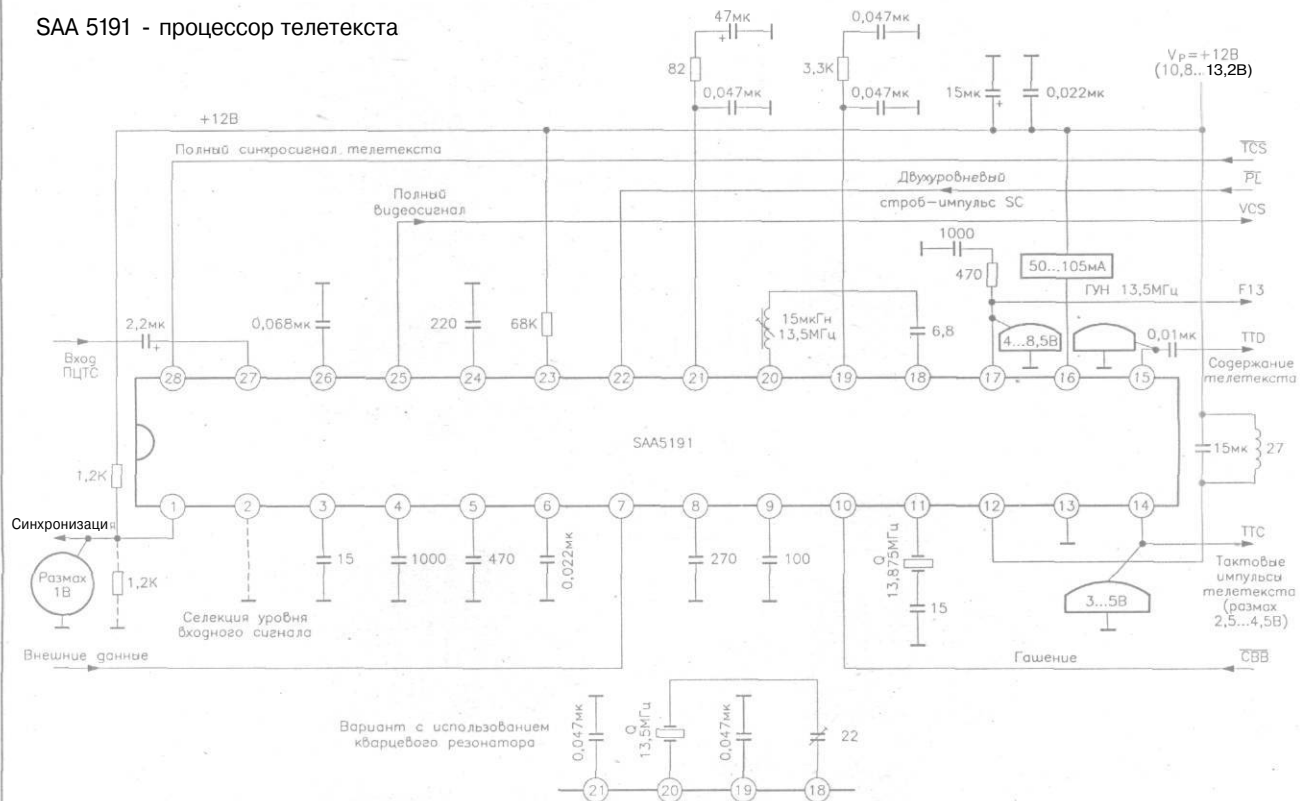 SAA 5191 - процессор телетекста
47мк
0,047мк
82
3,3К
0,047мк
0,047мк
15мк
0,022мк
Vp=+12В
(10,8...13,2В)
+12В
Полный синхросигнал телетекста
TCS
Двухуровневый
строб-импульс SC
PL
Полный
видеосигнал
VCS
1000
470
50...105мА
ГУН 13,5МГц
F13
2,2мк
0,068мк
220
68К
15мкГн
13,5МГц
6,8
4...8,5В
0,01мк
TTD
Содержание
телетекста
Вход
ПЦТС
28
27
26
25
24
23
22
21
20
19
18
17
16
15
SAA5191
15мк
27
1,2К
1
2
3
4
5
6
7
8
9
10
11
12
13
14
Синхронизация
Размах
1В
1,2К
15
1000
470
0,022мк
270
100
Q
13,875МГц
15
TTC
Тактовые
импульсы
телетекста
(размах
2,5...4,5В)
3...5В
Селекция уровня
входного сигнала
Внешние данные
Гашение
CBB
Вариант с использованием
кварцевого резонатора
0,047мк
Q
13,5МГц
0,047мк
22
21
20
19
18